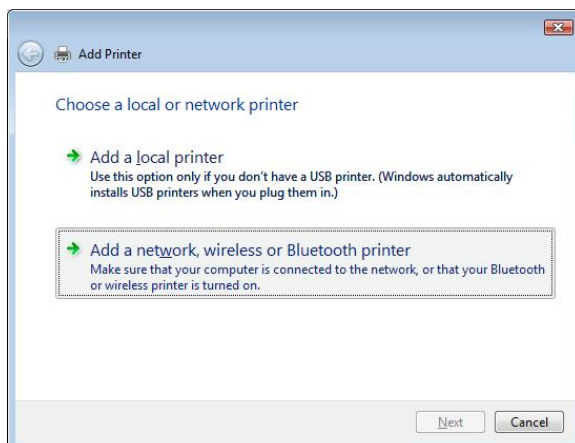 Add Printer
Choose a local or network printer
Add a local printer
Use this option only if you don't have a USB printer. (Windows automatically
installs USB printers when you plug them in.)
Add a network, wireless or Bluetooth printer
Make sure that your computer is connected to the network, or that your Bluetooth
or wireless printer is turned on.
Next
Cancel